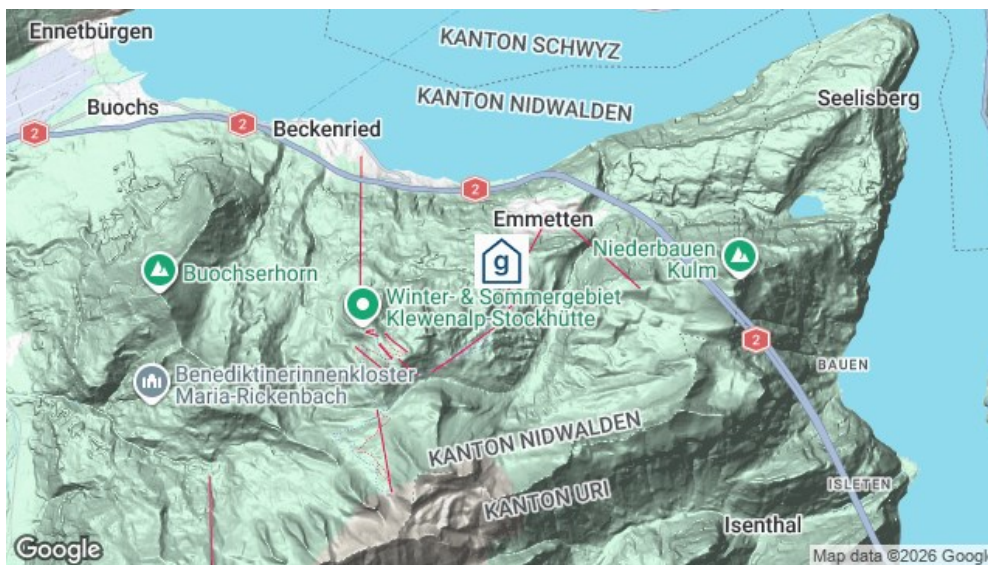 Ennetbürgen
KANTON SCHWYZ
KANTON NIDWALDEN
Seelisberg
Buochs
2
2
Beckenried
2
Emmetten
g
Niederbauen
Kulm
Buochserhorn
Winter- & Sommergebiet
Klewenalp-Stockhütte
2
BAUEN
Benediktinerinnenkloster
Maria-Rickenbach
KANTON NIDWALDEN
KANTON URI
ISLETEN
Isenthal
Google
Map data ©2026 Google